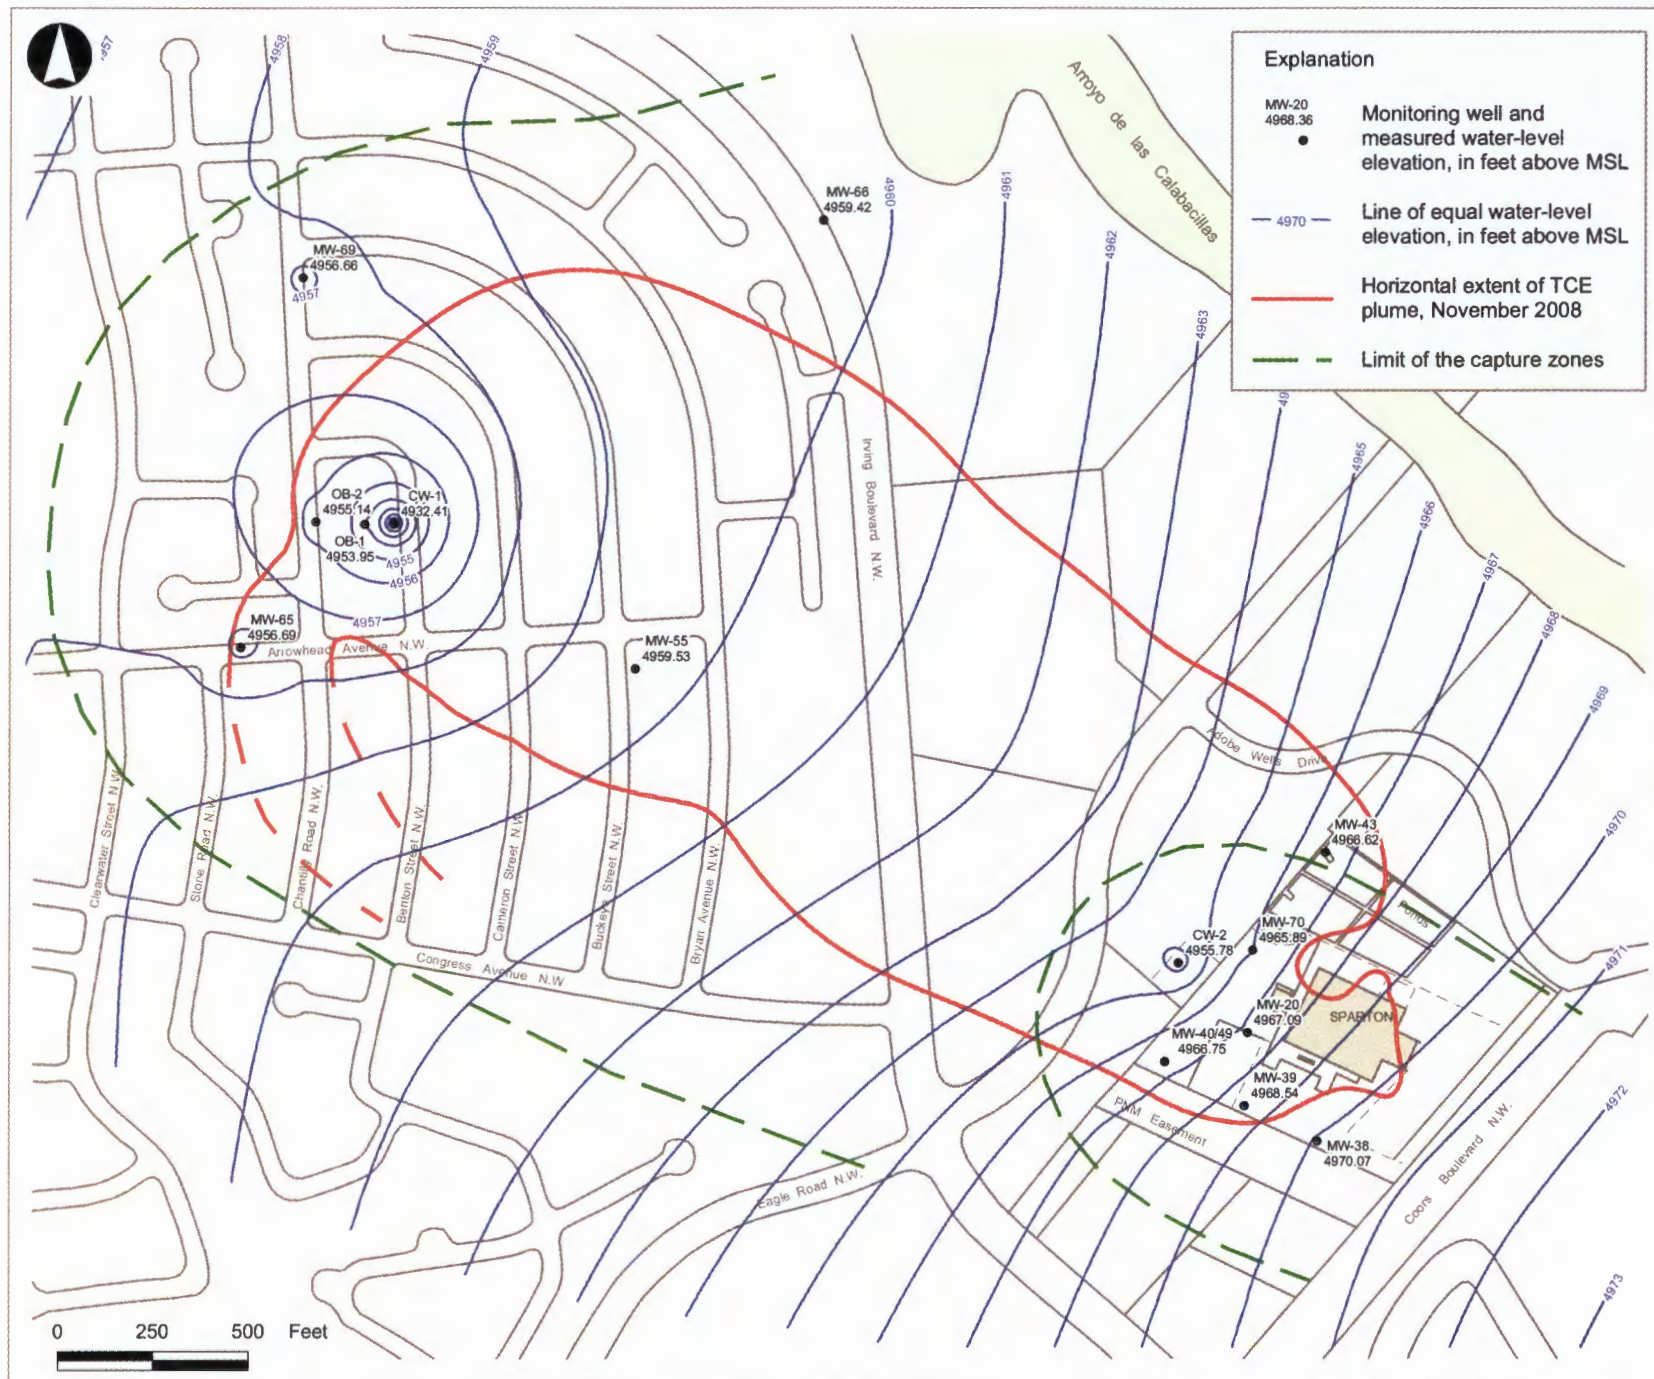 4957
4958
4959
Explanation
MW-20
4968.36
Monitoring well and
measured water-level
elevation, in feet above MSL
4970
Line of equal water-level
elevation, in feet above MSL
Horizontal extent of TCE
plume, November 2008
Limit of the capture zones
Arroyo de las Calabacillas
MW-66
4959.42
4960
4961
4962
4963
MW-69
4956.66
4957
49
4965
4966
4967
4968
4969
4970
4971
4972
4973
Irving Boulevard N.W.
OB-2
4955.14
CW-1
4932.41
OB-1
4953.95
4955
4956
4957
MW-65
4956.69
Arrowhead Avenue N.W.
MW-55
4959.53
Adobe Wells Drive
Clearwater Street N.W.
Stone Road N.W.
Chantilly Road N.W.
Benton Street N.W.
Cameron Street N.W.
Buckeye Street N.W.
Bryan Avenue N.W.
MW-43
4966.62
Ponds
CW-2
4955.78
MW-70
4965.89
Congress Avenue N.W
MW-20
4967.09
SPARTON
MW-40/49
4966.75
MW-39
4968.54
PNM Easement
MW-38
4970.07
Coors Boulevard N.W.
Eagle Road N.W.
0 250 500 Feet